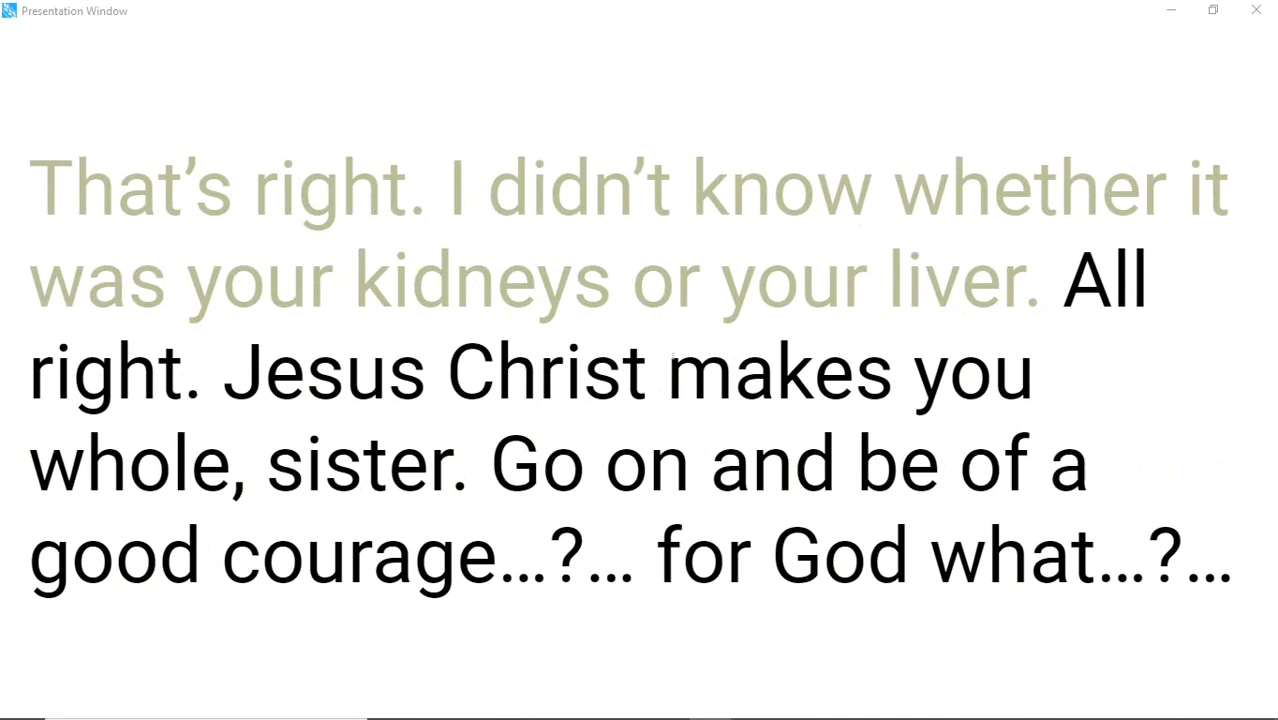 Presentation Window
That’s right. I didn’t know whether it
was your kidneys or your liver. All
right. Jesus Christ makes you
whole, sister. Go on and be of a
good courage…?… for God what…?…